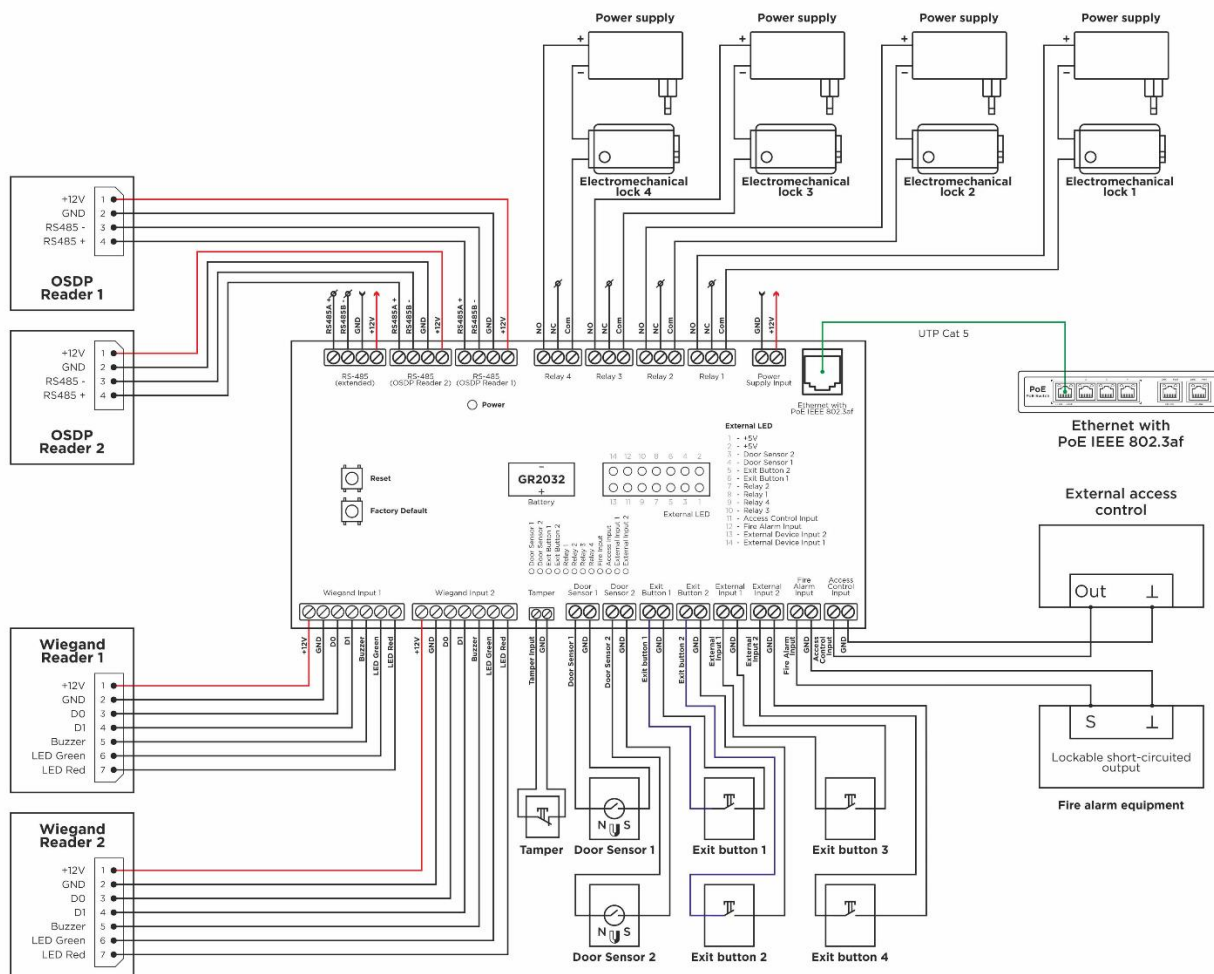 Power supply
Power supply
Power supply
Power supply
+
−
+
−
+
−
+
−
Electromechanical
lock 4
Electromechanical
lock 3
Electromechanical
lock 2
Electromechanical
lock 1
+12V 1
GND 2
RS485 - 3
RS485 + 4
OSDP
Reader 1
+12V 1
GND 2
RS485 - 3
RS485 + 4
OSDP
Reader 2
RS485A +
RS485B -
GND
+12V
RS485A +
RS485B -
GND
+12V
RS485A +
RS485B -
GND
+12V
NO
NC
Com
NO
NC
Com
NO
NC
Com
NO
NC
Com
GND
+12V
RS-485
(extended)
RS-485
(OSDP Reader 2)
RS-485
(OSDP Reader 1)
Relay 4
Relay 3
Relay 2
Relay 1
Power
Supply Input
Ethernet with
PoE IEEE 802.3af
UTP Cat 5
PoE
PoE Switch
Ethernet with
PoE IEEE 802.3af
Power
Reset
Factory Default
−
GR2032
+
Battery
14 12 10 8 6 4 2
13 11 9 7 5 3 1
External LED
External LED
1 - +5V
2 - +5V
3 - Door Sensor 2
4 - Door Sensor 1
5 - Exit Button 2
6 - Exit Button 1
7 - Relay 2
8 - Relay 1
9 - Relay 4
10 - Relay 3
11 - Access Control Input
12 - Fire Alarm Input
13 - External Device Input 2
14 - External Device Input 1
Door Sensor 1
Door Sensor 2
Exit Button 1
Exit Button 2
Relay 1
Relay 2
Relay 3
Relay 4
Fire Input
Access Input
External Input 1
External Input 2
Wiegand Input 1
Wiegand Input 2
Tamper
Door
Sensor 1
Door
Sensor 2
Exit
Button 1
Exit
Button 2
External
Input 1
External
Input 2
Fire
Alarm
Input
Access
Control
Input
+12V
GND
D0
D1
Buzzer
LED Green
LED Red
+12V
GND
D0
D1
Buzzer
LED Green
LED Red
Tamper Input
GND
Door Sensor 1
GND
Door Sensor 2
GND
Exit button 1
GND
Exit button 2
GND
External
Input 1
GND
External
Input 2
GND
Fire Alarm
Input
GND
Access
Control
Input
GND
External access
control
Out ⊥
S ⊥
Lockable short-circuited
output
Fire alarm equipment
Wiegand
Reader 1
+12V 1
GND 2
D0 3
D1 4
Buzzer 5
LED Green 6
LED Red 7
Wiegand
Reader 2
+12V 1
GND 2
D0 3
D1 4
Buzzer 5
LED Green 6
LED Red 7
Tamper
N S
Door Sensor 1
Exit button 1
Exit button 3
N S
Door Sensor 2
Exit button 2
Exit button 4